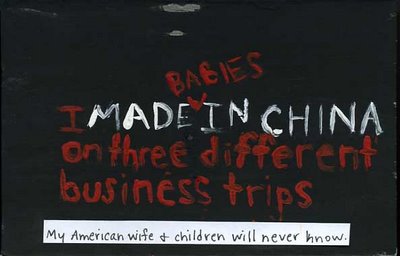 BABIES
I MADE IN CHINA
on three different
business trips
My American wife + children will never know.